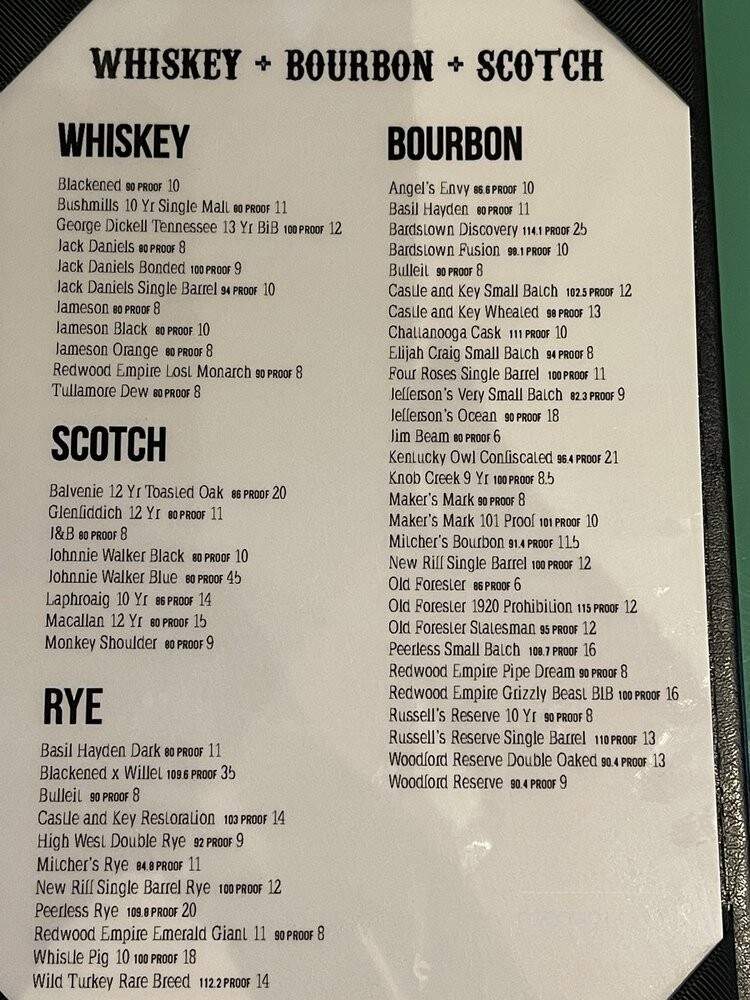 WHISKEY + BOURBON + SCOTCH
WHISKEY
Blackened 90 PROOF 10
Bushmills 10 Yr Single Malt 80 PROOF 11
George Dickell Tennessee 13 Yr BiB 100 PROOF 12
Jack Daniels 80 PROOF 8
Jack Daniels Bonded 100 PROOF 9
Jack Daniels Single Barrel 94 PROOF 10
Jameson 80 PROOF 8
Jameson Black 80 PROOF 10
Jameson Orange 80 PROOF 8
Redwood Empire Lost Monarch 90 PROOF 8
Tullamore Dew 80 PROOF 8
SCOTCH
Balvenie 12 Yr Toasted Oak 86 PROOF 20
Glenfiddich 12 Yr 80 PROOF 11
J&B 80 PROOF 8
Johnnie Walker Black 80 PROOF 10
Johnnie Walker Blue 80 PROOF 45
Laphroaig 10 Yr 86 PROOF 14
Macallan 12 Yr 80 PROOF 15
Monkey Shoulder 80 PROOF 9
RYE
Basil Hayden Dark 80 PROOF 11
Blackened x Willet 109.6 PROOF 35
Bulleit 90 PROOF 8
Castle and Key Restoration 103 PROOF 14
High West Double Rye 92 PROOF 9
Mitcher's Rye 84.8 PROOF 11
New Riff Single Barrel Rye 100 PROOF 12
Peerless Rye 109.8 PROOF 20
Redwood Empire Emerald Giant 11 90 PROOF 8
Whistle Pig 10 100 PROOF 18
Wild Turkey Rare Breed 112.2 PROOF 14
BOURBON
Angel's Envy 86.6 PROOF 10
Basil Hayden 80 PROOF 11
Bardstown Discovery 114.1 PROOF 25
Bardstown Fusion 98.1 PROOF 10
Bulleit 90 PROOF 8
Castle and Key Small Batch 102.5 PROOF 12
Castle and Key Wheated 98 PROOF 13
Chattanooga Cask 111 PROOF 10
Elijah Craig Small Batch 94 PROOF 8
Four Roses Single Barrel 100 PROOF 11
Jefferson's Very Small Batch 82.3 PROOF 9
Jefferson's Ocean 90 PROOF 18
Jim Beam 80 PROOF 6
Kentucky Owl Confiscated 96.4 PROOF 21
Knob Creek 9 Yr 100 PROOF 8.5
Maker's Mark 90 PROOF 8
Maker's Mark 101 Proof 101 PROOF 10
Mitcher's Bourbon 91.4 PROOF 11.5
New Riff Single Barrel 100 PROOF 12
Old Forester 86 PROOF 6
Old Forester 1920 Prohibition 115 PROOF 12
Old Forester Statesman 95 PROOF 12
Peerless Small Batch 108.7 PROOF 16
Redwood Empire Pipe Dream 90 PROOF 8
Redwood Empire Grizzly Beast BIB 100 PROOF 16
Russell's Reserve 10 Yr 90 PROOF 8
Russell's Reserve Single Barrel 110 PROOF 13
Woodford Reserve Double Oaked 90.4 PROOF 13
Woodford Reserve 90.4 PROOF 9